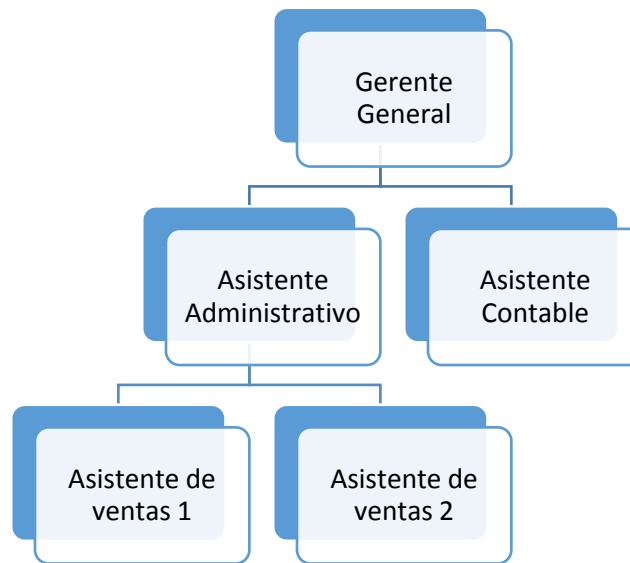 Gerente
General
Asistente
Administrativo
Asistente
Contable
Asistente de
ventas 1
Asistente de
ventas 2